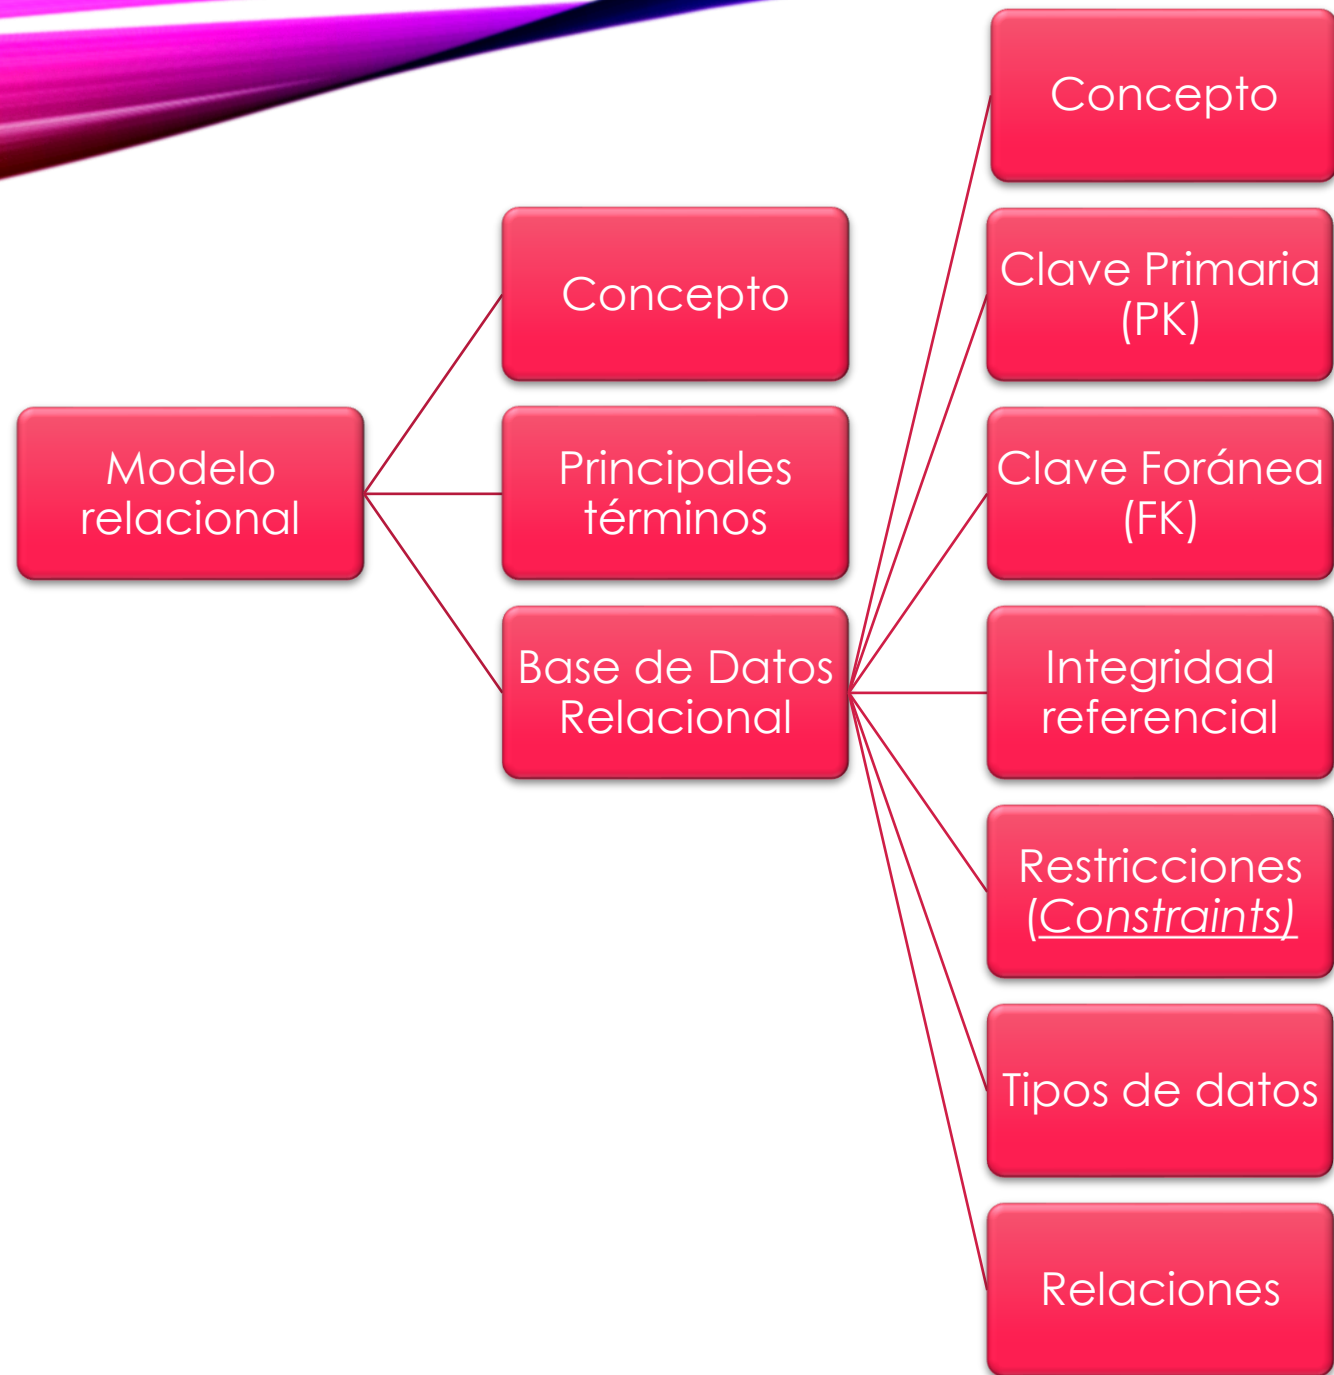 Modelo
relacional
Concepto
Principales
términos
Base de Datos
Relacional
Concepto
Clave Primaria
(PK)
Clave Foránea
(FK)
Integridad
referencial
Restricciones
(Constraints)
Tipos de datos
Relaciones